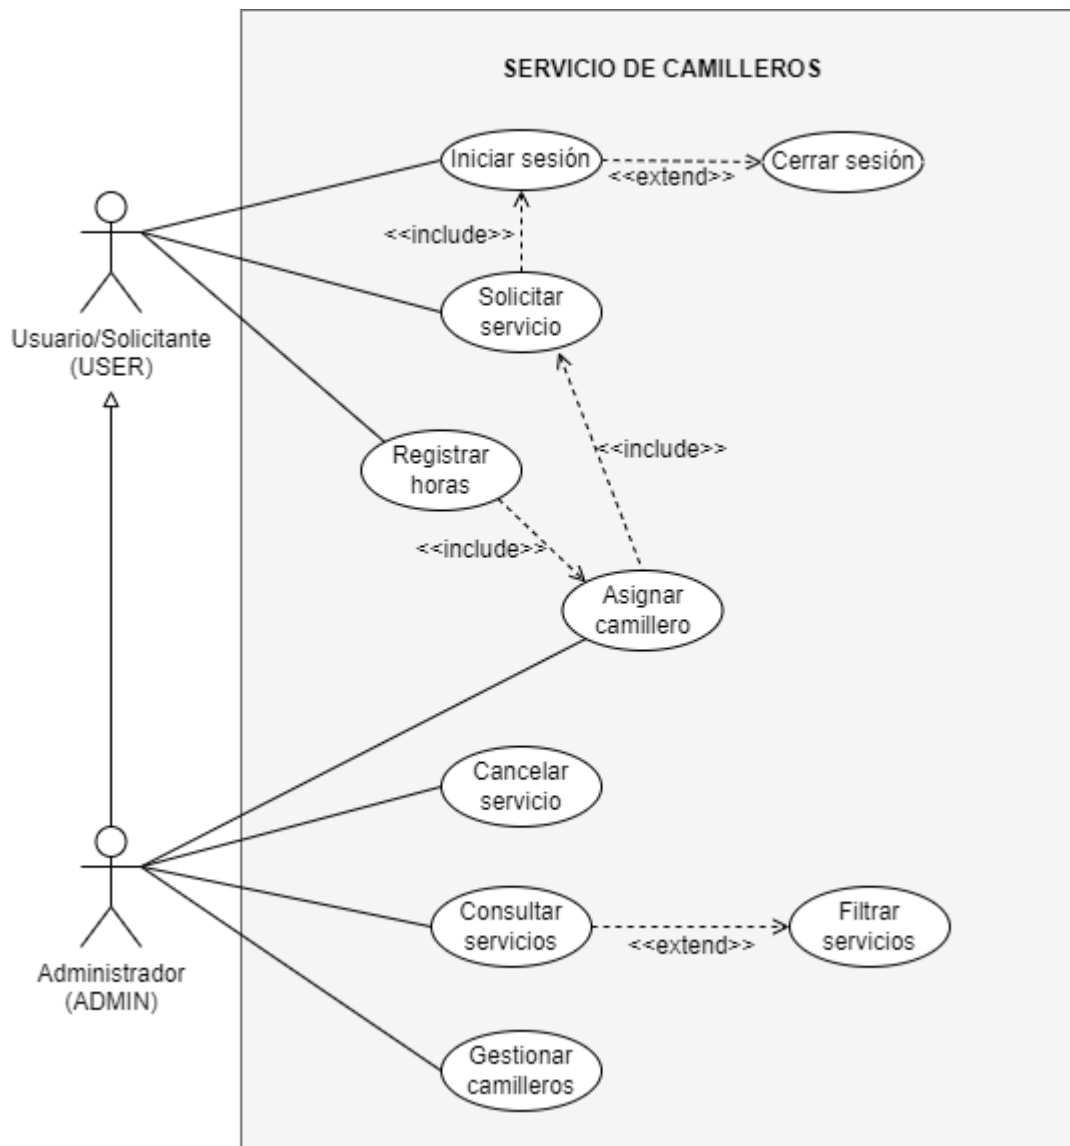 SERVICIO DE CAMILLEROS
Iniciar sesión
<<extend>>
Cerrar sesión
<<include>>
Solicitar
servicio
Usuario/Solicitante
(USER)
<<include>>
Registrar
horas
<<include>>
Asignar
camillero
Cancelar
servicio
Consultar
servicios
<<extend>>
Filtrar
servicios
Administrador
(ADMIN)
Gestionar
camilleros